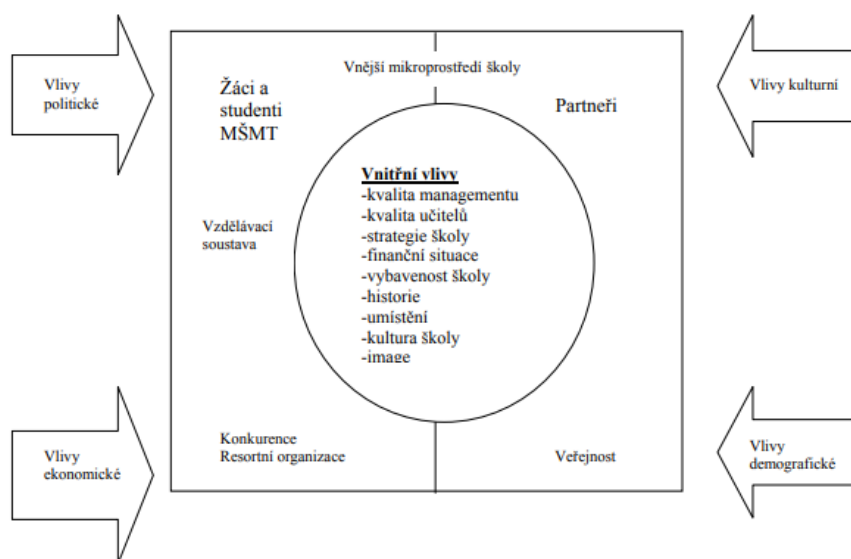 Vlivy
politické
Vnější mikroprostředí školy
Žáci a
studenti
MŠMT
Partneři
Vlivy kulturní
Vzdělávací
soustava
Vnitřní vlivy
-kvalita managementu
-kvalita učitelů
-strategie školy
-finanční situace
-vybavenost školy
-historie
-umístění
-kultura školy
-image
Vlivy
ekonomické
Konkurence
Resortní organizace
Veřejnost
Vlivy
demografické